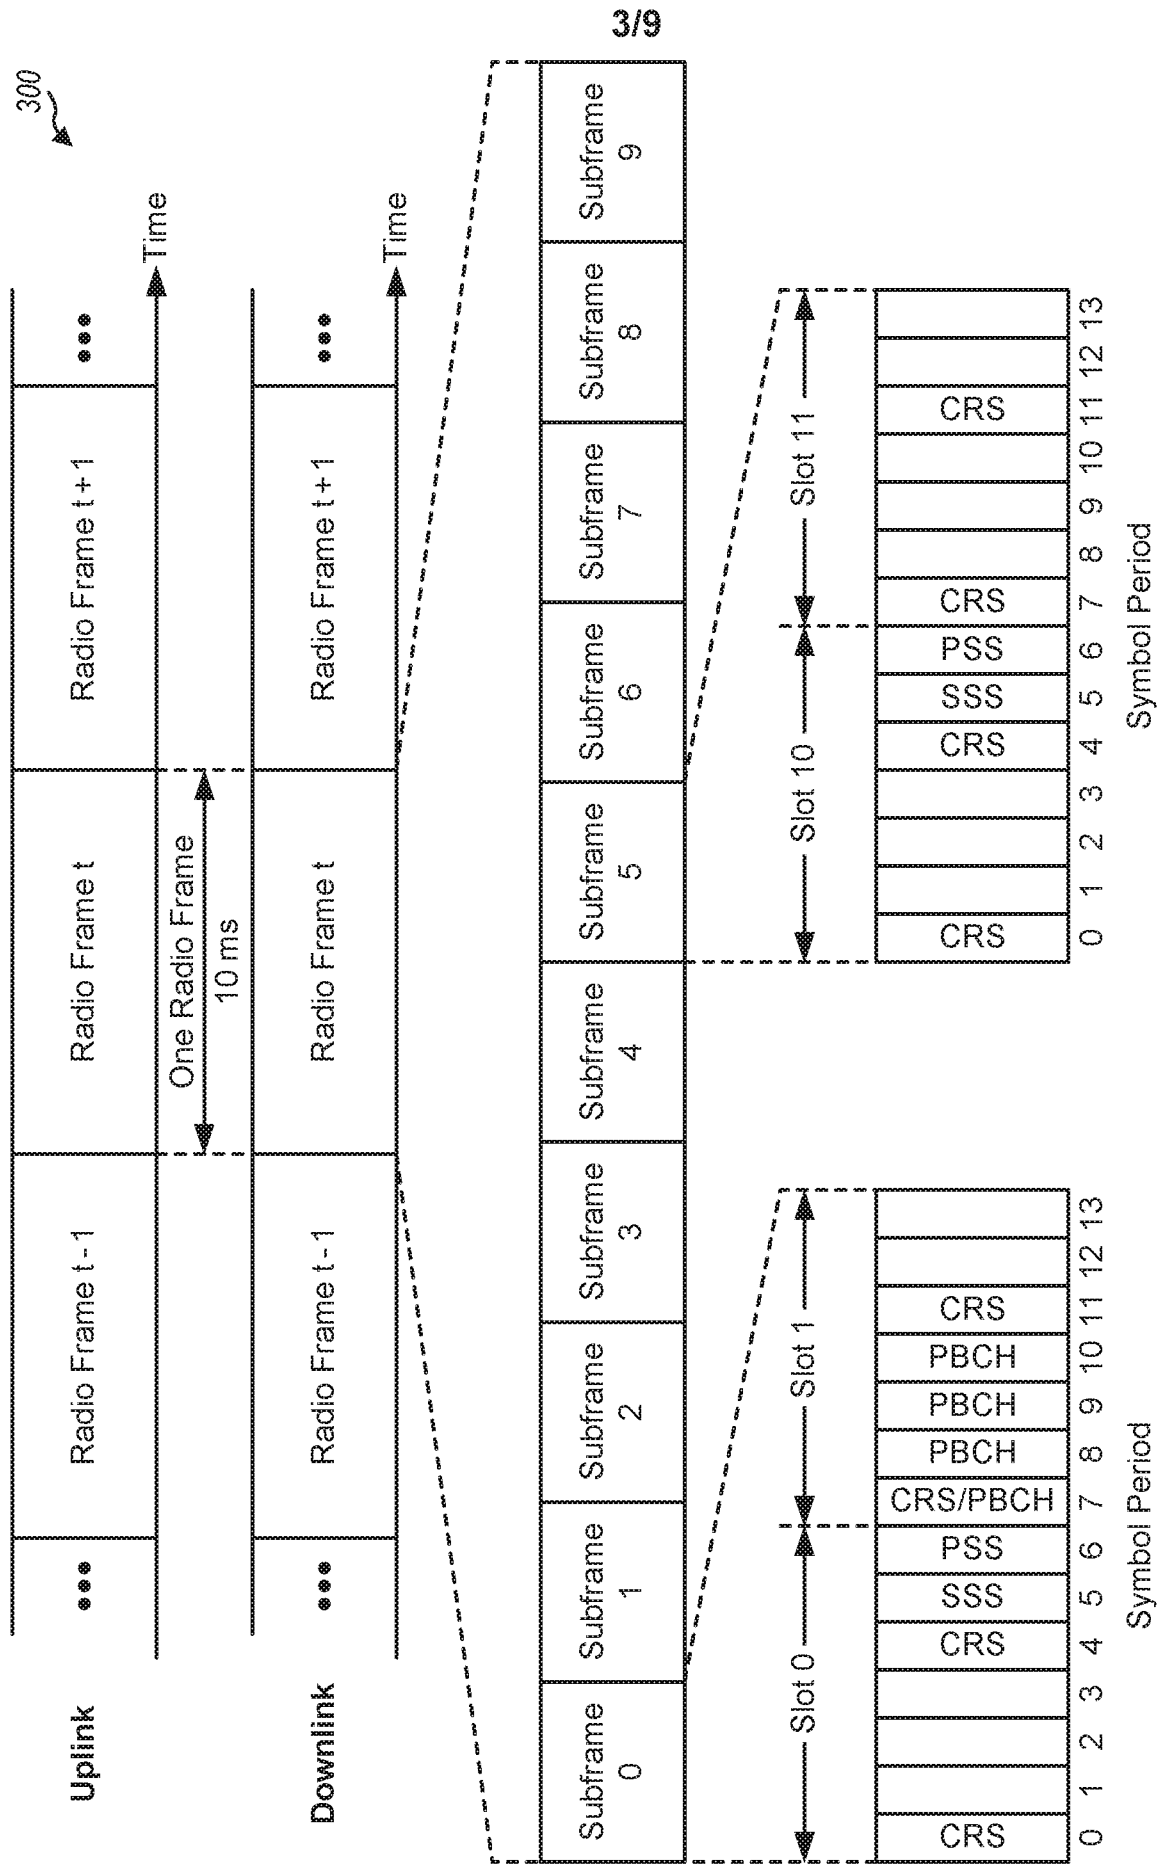 3/9
300
Uplink
•••
Radio Frame t - 1
Radio Frame t
Radio Frame t + 1
•••
Time
One Radio Frame
10 ms
Downlink
•••
Radio Frame t - 1
Radio Frame t
Radio Frame t + 1
•••
Time
Subframe
0
Subframe
1
Subframe
2
Subframe
3
Subframe
4
Subframe
5
Subframe
6
Subframe
7
Subframe
8
Subframe
9
Slot 0
Slot 1
CRS
CRS
SSS
PSS
CRS/PBCH
PBCH
PBCH
PBCH
CRS
0 1 2 3 4 5 6 7 8 9 10 11 12 13
Symbol Period
Slot 10
Slot 11
CRS
CRS
SSS
PSS
CRS
CRS
0 1 2 3 4 5 6 7 8 9 10 11 12 13
Symbol Period